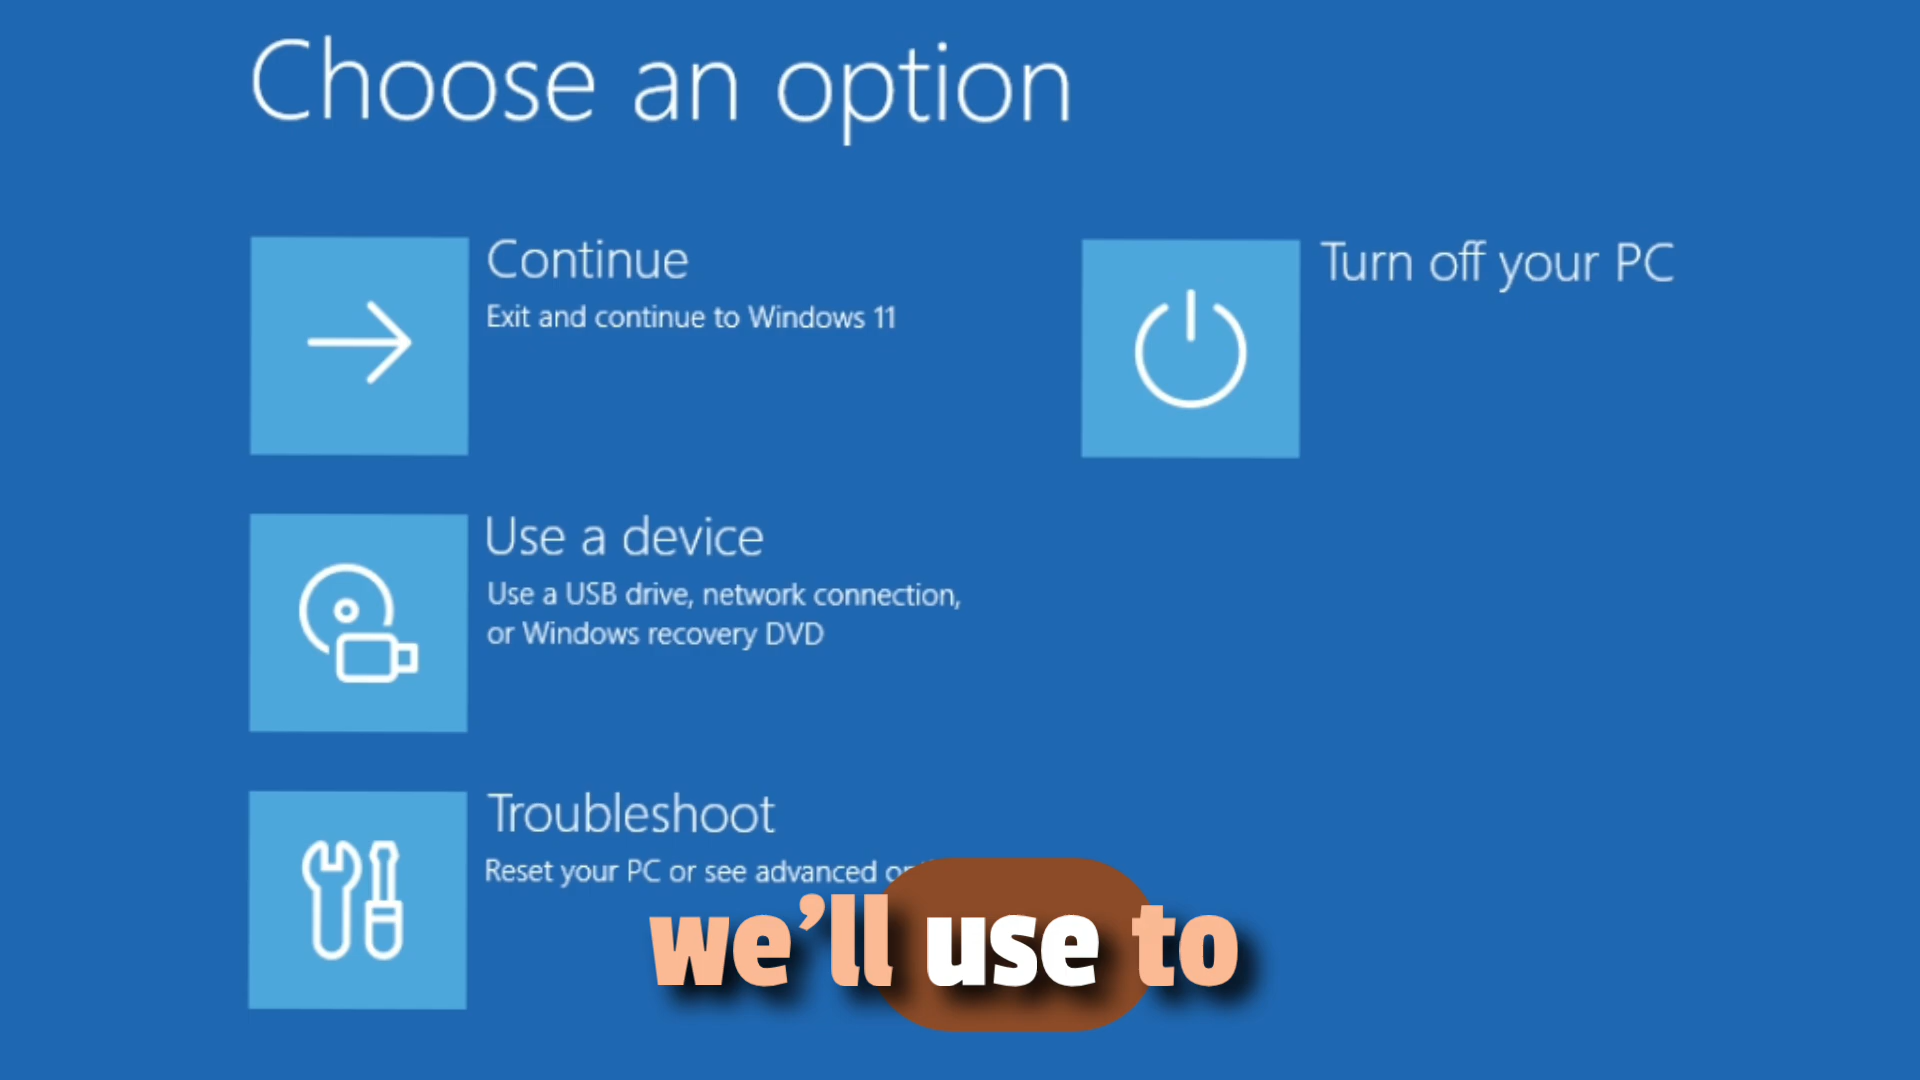 Choose an option
Continue
Exit and continue to Windows 11
Turn off your PC
Use a device
Use a USB drive, network connection,
or Windows recovery DVD
Troubleshoot
Reset your PC or see advanced
we'll use to